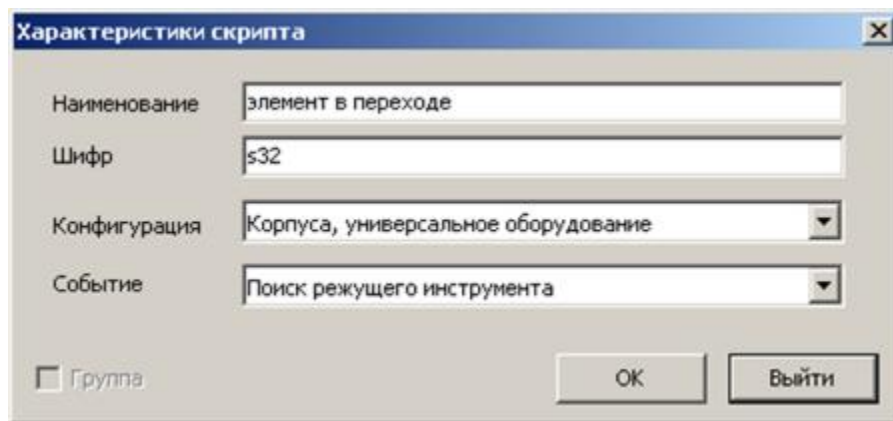 Характеристики скрипта
Наименование элемент в переходе
Шифр s32
Конфигурация Корпуса, универсальное оборудование
Событие Поиск режущего инструмента
Группа ОК Выйти